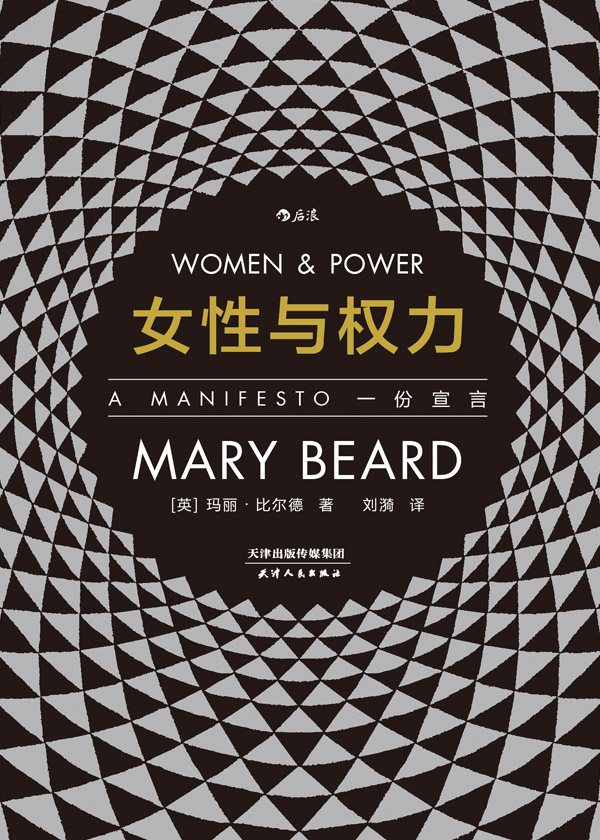 后浪
WOMEN & POWER
女性与权力
A MANIFESTO 一份宣言
MARY BEARD
[英] 玛丽·比尔德 著 刘漪 译
天津出版传媒集团
天津人民出版社